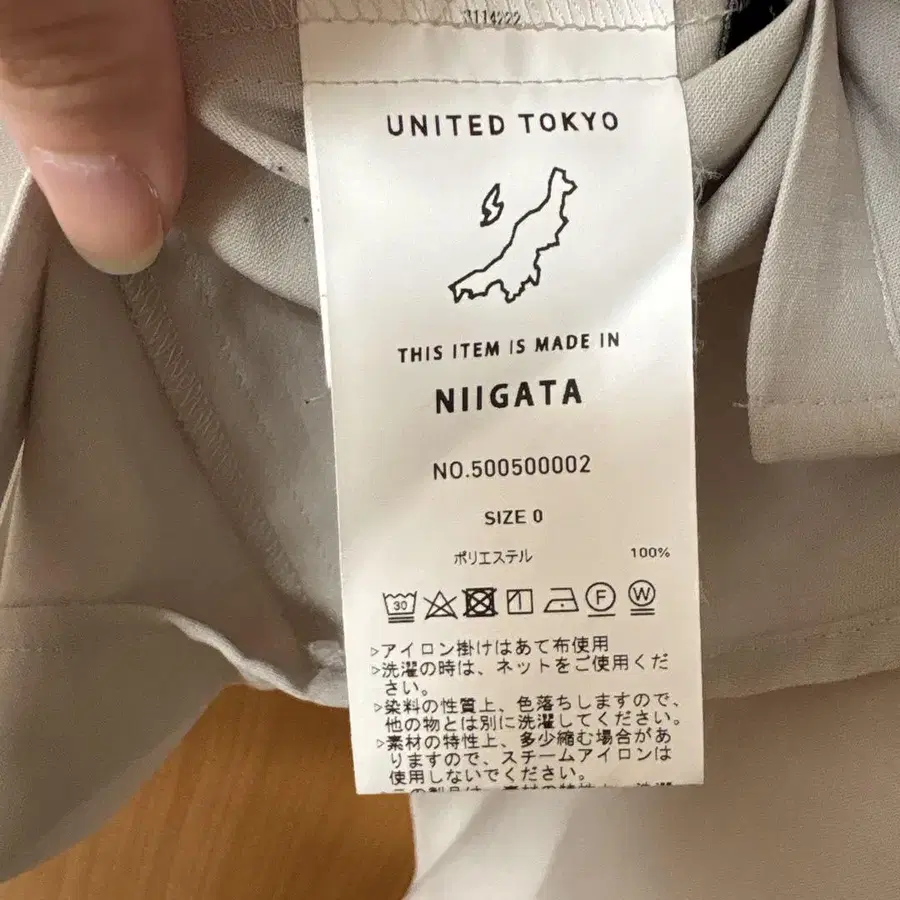 3114222
UNITED TOKYO
THIS ITEM IS MADE IN
NIIGATA
NO.500500002
SIZE 0
ポリエステル 100%
30 F W
▷アイロン掛けはあて布使用
▷洗濯の時は、ネットをご使用くだ
さい。
▷染料の性質上、色落ちしますので、
他の物とは別に洗濯してください。
▷素材の特性上、多少縮む場合があ
りますので、スチームアイロンは
使用しないでください。